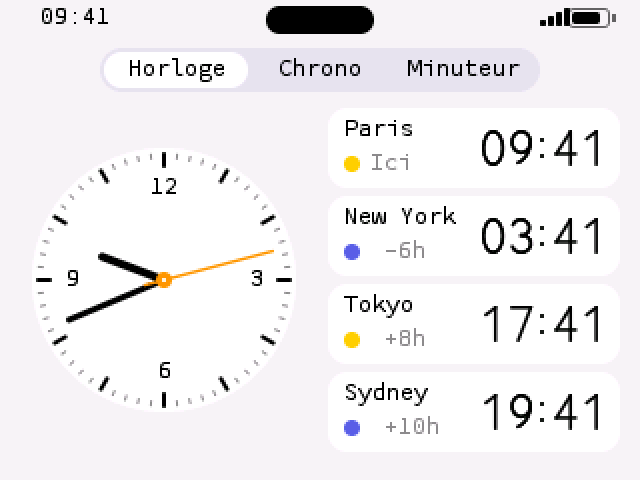 09:41
Horloge Chrono Minuteur
12
9
3
6
Paris
Ici
09:41
New York
-6h
03:41
Tokyo
+8h
17:41
Sydney
+10h
19:41